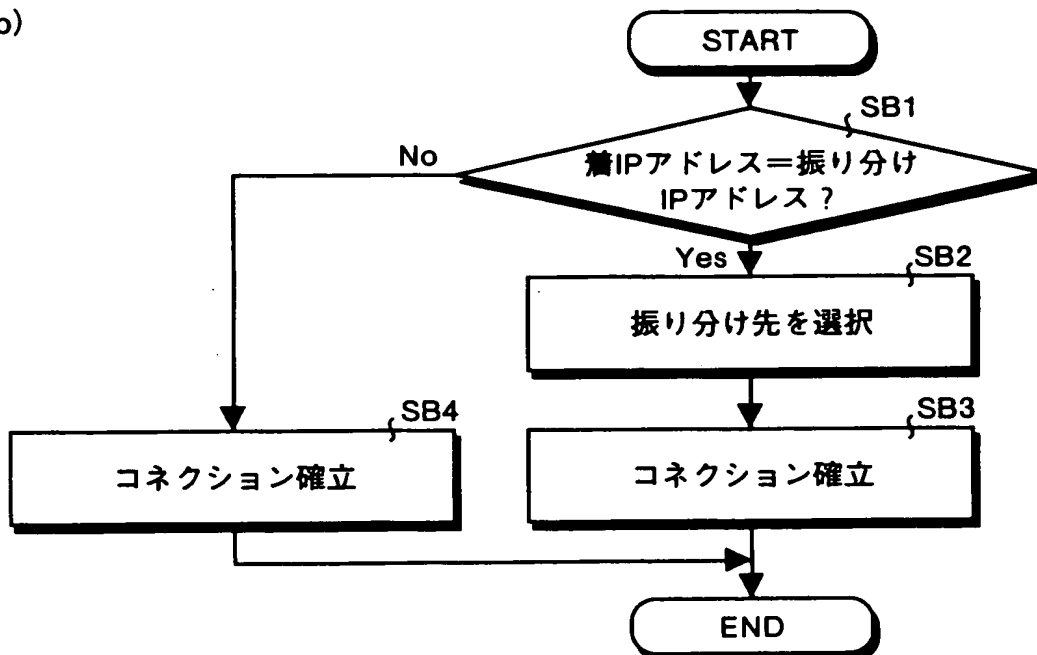 b)
START
SB1
No
着IPアドレス＝振り分け
IPアドレス？
Yes
SB2
振り分け先を選択
SB4
コネクション確立
SB3
コネクション確立
END